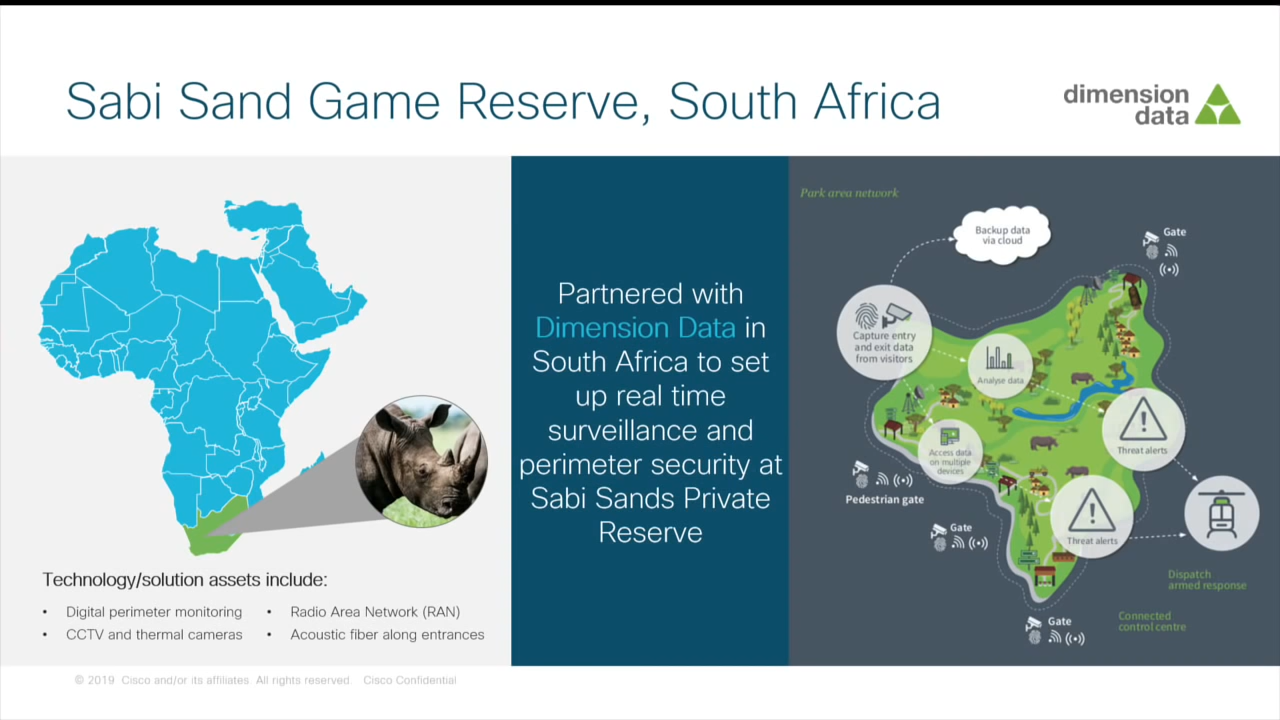 Sabi Sand Game Reserve, South Africa
dimension
data
Partnered with
Dimension Data in
South Africa to set
up real time
surveillance and
perimeter security at
Sabi Sands Private
Reserve
Technology/solution assets include:
• Digital perimeter monitoring
• CCTV and thermal cameras
• Radio Area Network (RAN)
• Acoustic fiber along entrances
Park area network
Backup data
via cloud
Gate
Capture entry
and exit data
from visitors
Analyse data
Access data
on multiple
devices
Threat alerts
Pedestrian gate
Gate
Threat alerts
Dispatch
armed response
Connected
control centre
Gate
© 2019 Cisco and/or its affiliates. All rights reserved. Cisco Confidential